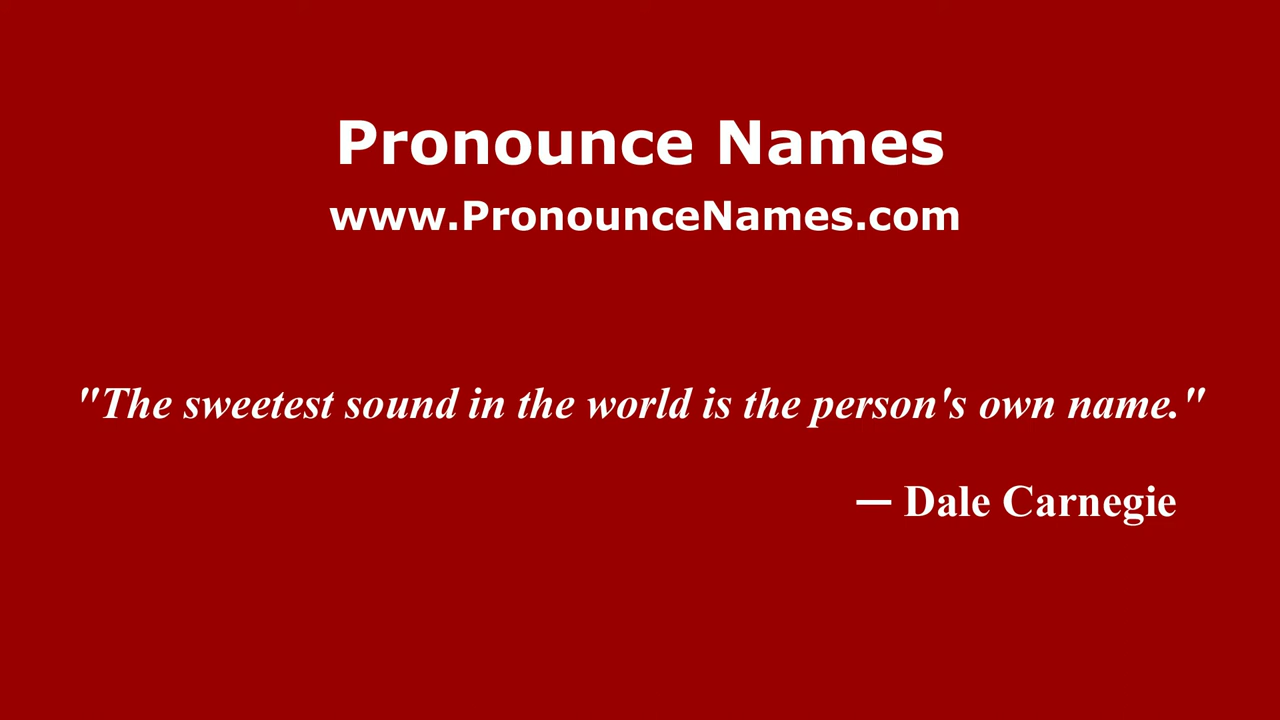 Pronounce Names
www.PronounceNames.com
"The sweetest sound in the world is the person's own name."
— Dale Carnegie